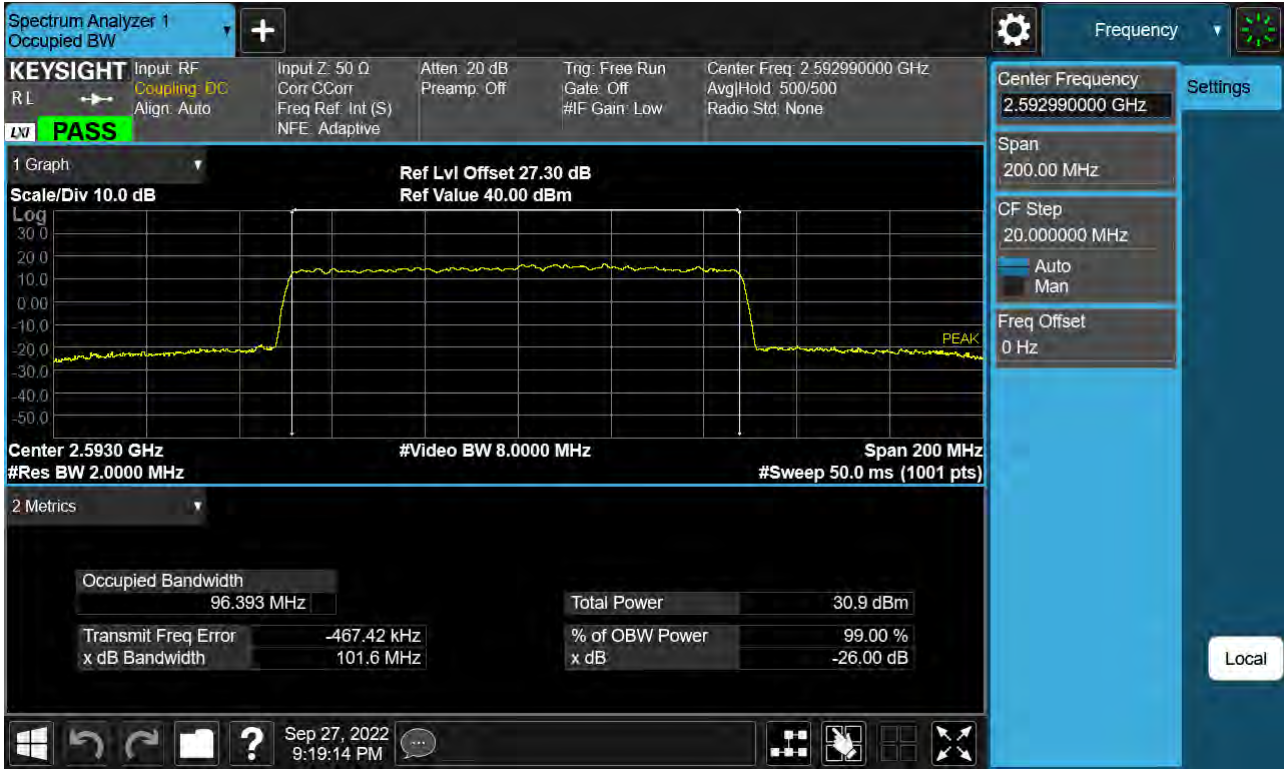 Spectrum Analyzer 1
Occupied BW
Frequency
KEYSIGHT
RL
LXI PASS
Input: RF
Coupling: DC
Align: Auto
Input Z: 50 Ω
Corr CCorr
Freq Ref: Int (S)
NFE: Adaptive
Atten: 20 dB
Preamp: Off
Trig: Free Run
Gate: Off
#IF Gain: Low
Center Freq: 2.592990000 GHz
Avg|Hold: 500/500
Radio Std: None
1 Graph
Scale/Div 10.0 dB
Ref Lvl Offset 27.30 dB
Ref Value 40.00 dBm
Log
30.0
20.0
10.0
0.00
-10.0
-20.0
-30.0
-40.0
-50.0
PEAK
Center 2.5930 GHz
#Video BW 8.0000 MHz
Span 200 MHz
#Res BW 2.0000 MHz
#Sweep 50.0 ms (1001 pts)
2 Metrics
Occupied Bandwidth
96.393 MHz
Total Power 30.9 dBm
Transmit Freq Error -467.42 kHz
% of OBW Power 99.00 %
x dB Bandwidth 101.6 MHz
x dB -26.00 dB
Center Frequency
2.592990000 GHz
Settings
Span
200.00 MHz
CF Step
20.000000 MHz
Auto
Man
Freq Offset
0 Hz
Local
?
Sep 27, 2022
9:19:14 PM